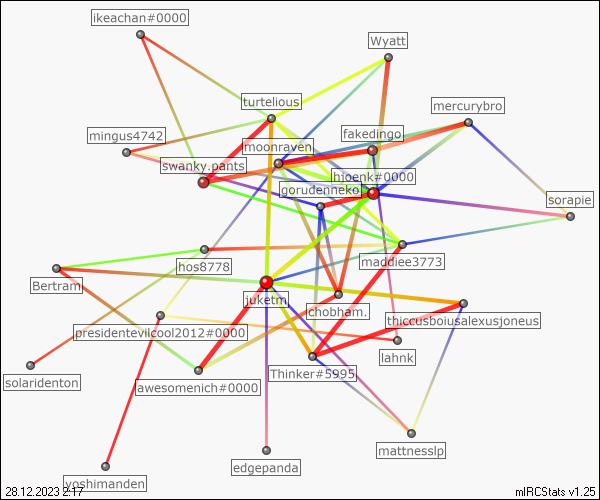 ikeachan#0000
Wyatt
turtelious
mercurybro
fakedingo
mingus4742
moonraven
swanky.pants
hjoenk#0000
gorudenneko
sorapie
maddiee3773
hos8778
Bertram
juketm
chobham.
thiccusboiusalexusjoneus
presidentevilcool2012#0000
lahnk
Thinker#5995
solaridenton
awesomenich#0000
mattnesslp
edgepanda
yoshimanden
28.12.2023 2:17
mIRCStats v1.25